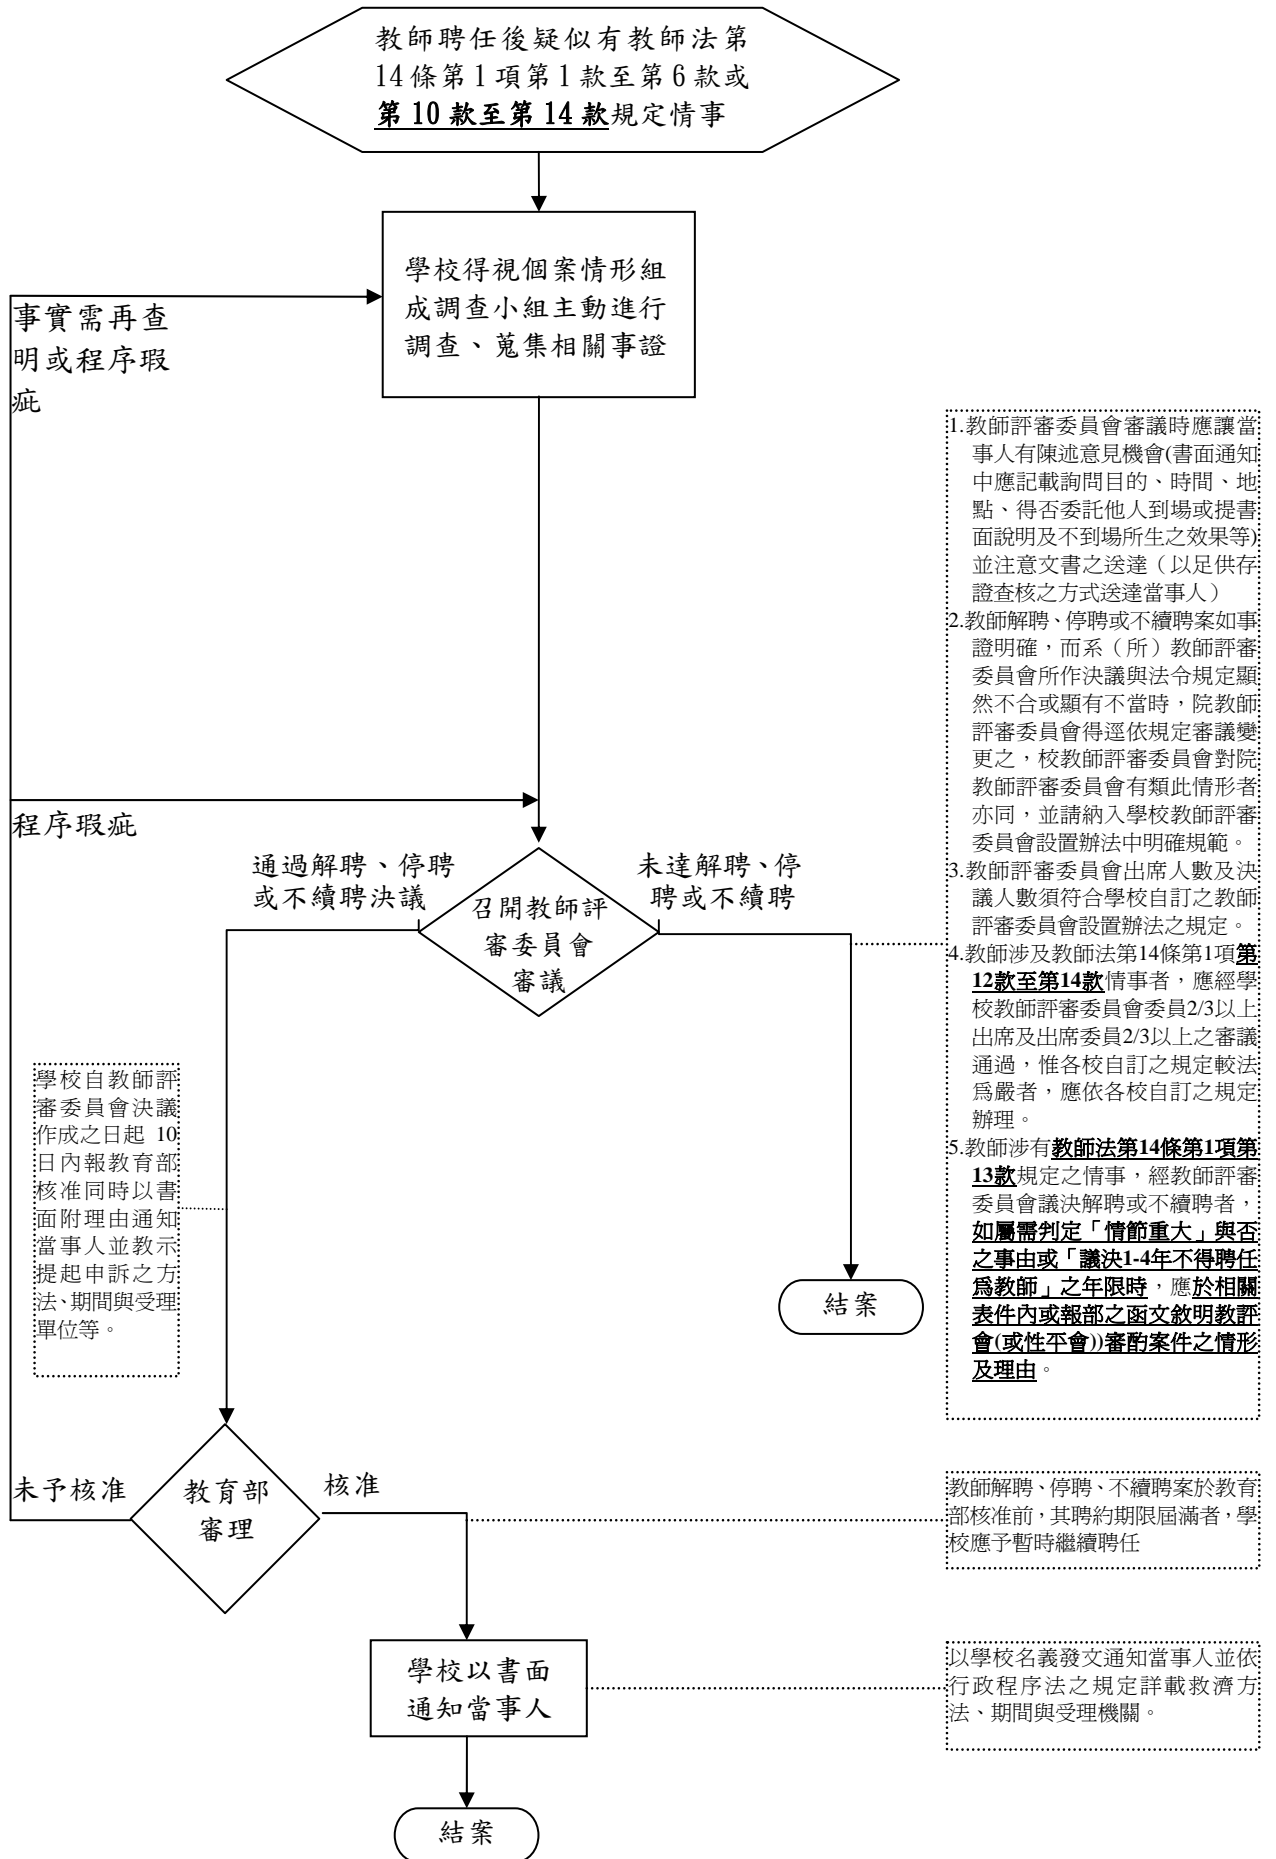 教師聘任後疑似有教師法第
14條第1項第1款至第6款或
第10款至第14款規定情事
學校得視個案情形組
成調查小組主動進行
調查、蒐集相關事證
事實需再查
明或程序瑕
疵
程序瑕疵
通過解聘、停聘
或不續聘決議
未達解聘、停
聘或不續聘
召開教師評
審委員會
審議
1.教師評審委員會審議時應讓當
事人有陳述意見機會(書面通知
中應記載詢問目的、時間、地
點、得否委託他人到場或提書
面說明及不到場所生之效果等)
並注意文書之送達（以足供存
證查核之方式送達當事人）
2.教師解聘、停聘或不續聘案如事
證明確，而系（所）教師評審
委員會所作決議與法令規定顯
然不合或顯有不當時，院教師
評審委員會得逕依規定審議變
更之，校教師評審委員會對院
教師評審委員會有類此情形者
亦同，並請納入學校教師評審
委員會設置辦法中明確規範。
3.教師評審委員會出席人數及決
議人數須符合學校自訂之教師
評審委員會設置辦法之規定。
4.教師涉及教師法第14條第1項第
12款至第14款情事者，應經學
校教師評審委員會委員2/3以上
出席及出席委員2/3以上之審議
通過，惟各校自訂之規定較法
為嚴者，應依各校自訂之規定
辦理。
5.教師涉有教師法第14條第1項第
13款規定之情事，經教師評審
委員會議決解聘或不續聘者，
如屬需判定「情節重大」與否
之事由或「議決1-4年不得聘任
為教師」之年限時，應於相關
表件內或報部之函文敘明教評
會(或性平會))審酌案件之情形
及理由。
學校自教師評
審委員會決議
作成之日起 10
日內報教育部
核准同時以書
面附理由通知
當事人並教示
提起申訴之方
法、期間與受理
單位等。
結案
未予核准
教育部
審理
核准
教師解聘、停聘、不續聘案於教育
部核准前，其聘約期限屆滿者，學
校應予暫時繼續聘任
學校以書面
通知當事人
以學校名義發文通知當事人並依
行政程序法之規定詳載救濟方
法、期間與受理機關。
結案